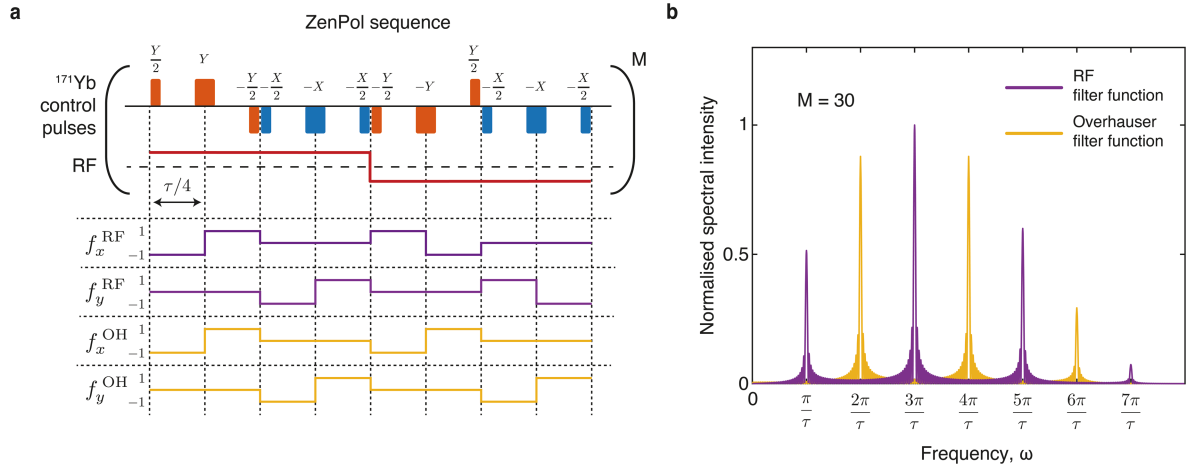 a
ZenPol sequence
Y/2 Y −Y/2 −X/2 −X −X/2 −Y/2 −Y Y/2 −X/2 −X −X/2
M
¹⁷¹Yb
control
pulses
RF
τ/4
fₓ^RF 1
−1
f_y^RF 1
−1
fₓ^OH 1
−1
f_y^OH 1
−1
b
M = 30
RF
filter function
Overhauser
filter function
Normalised spectral intensity
1
0.5
0
0 π/τ 2π/τ 3π/τ 4π/τ 5π/τ 6π/τ 7π/τ
Frequency, ω